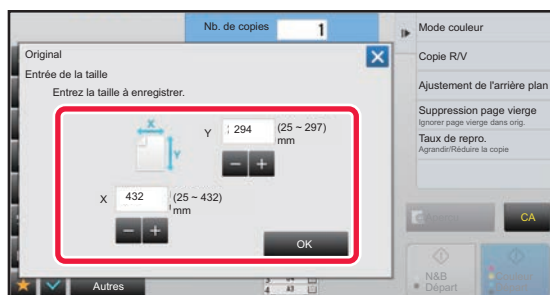 Nb. de copies 1
Original
Entrée de la taille
Entrez la taille à enregistrer.
X
Y
Y 294 (25 ~ 297)
mm
X 432 (25 ~ 432)
mm
OK
Autres
Mode couleur
Copie R/V
Ajustement de l'arrière plan
Suppression page vierge
Ignorer page vierge dans orig.
Taux de repro.
Agrandir/Réduire la copie
CA
N&B
Départ
4 A3